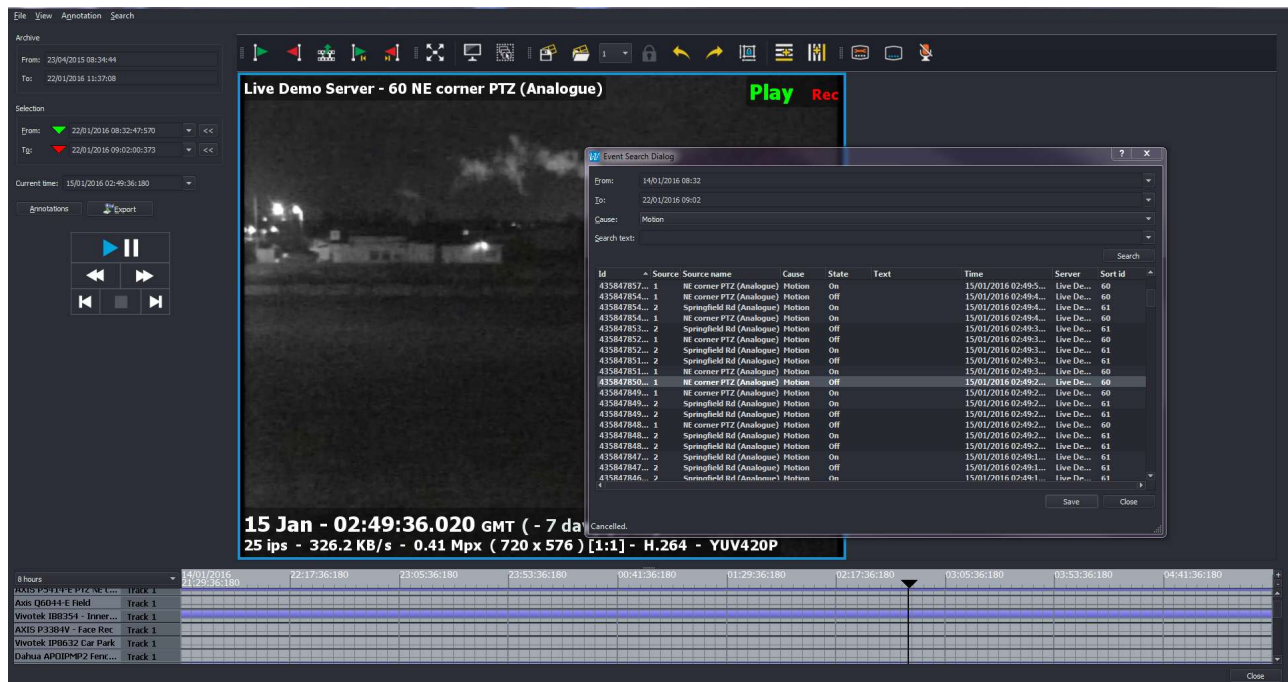 File View Annotation Search
Archive
From: 23/04/2015 08:34:44
To: 22/01/2016 11:37:08
Selection
From: 22/01/2016 08:32:47:570 <<
To: 22/01/2016 09:02:00:373 <<
Current time: 15/01/2016 02:49:36:180
Annotations Export
1
Live Demo Server - 60 NE corner PTZ (Analogue) Play Rec
Event Search Dialog ? X
From: 14/01/2016 08:32
To: 22/01/2016 09:02
Cause: Motion
Search text:
Search
Id Source Source name Cause State Text Time Server Sort id
435847857... 1 NE corner PTZ (Analogue) Motion On 15/01/2016 02:49:5... Live De... 60
435847854... 1 NE corner PTZ (Analogue) Motion Off 15/01/2016 02:49:4... Live De... 60
435847854... 2 Springfield Rd (Analogue) Motion On 15/01/2016 02:49:4... Live De... 61
435847854... 1 NE corner PTZ (Analogue) Motion On 15/01/2016 02:49:4... Live De... 60
435847853... 2 Springfield Rd (Analogue) Motion Off 15/01/2016 02:49:3... Live De... 61
435847852... 1 NE corner PTZ (Analogue) Motion Off 15/01/2016 02:49:3... Live De... 60
435847852... 2 Springfield Rd (Analogue) Motion On 15/01/2016 02:49:3... Live De... 61
435847851... 2 Springfield Rd (Analogue) Motion Off 15/01/2016 02:49:3... Live De... 61
435847851... 1 NE corner PTZ (Analogue) Motion On 15/01/2016 02:49:3... Live De... 60
435847850... 1 NE corner PTZ (Analogue) Motion Off 15/01/2016 02:49:2... Live De... 60
435847849... 1 NE corner PTZ (Analogue) Motion On 15/01/2016 02:49:2... Live De... 60
435847849... 2 Springfield Rd (Analogue) Motion On 15/01/2016 02:49:2... Live De... 61
435847849... 2 Springfield Rd (Analogue) Motion Off 15/01/2016 02:49:2... Live De... 61
435847848... 1 NE corner PTZ (Analogue) Motion Off 15/01/2016 02:49:2... Live De... 60
435847848... 2 Springfield Rd (Analogue) Motion On 15/01/2016 02:49:2... Live De... 61
435847848... 2 Springfield Rd (Analogue) Motion Off 15/01/2016 02:49:2... Live De... 61
435847847... 2 Springfield Rd (Analogue) Motion On 15/01/2016 02:49:1... Live De... 61
435847847... 2 Springfield Rd (Analogue) Motion Off 15/01/2016 02:49:1... Live De... 61
435847846... 2 Springfield Rd (Analogue) Motion On 15/01/2016 02:49:1... Live De... 61
Save Close
Cancelled.
15 Jan - 02:49:36.020 GMT ( - 7 day
25 ips - 326.2 KB/s - 0.41 Mpx ( 720 x 576 ) [1:1] - H.264 - YUV420P
8 hours 14/01/2016 21:29:36:180 22:17:36:180 23:05:36:180 23:53:36:180 00:41:36:180 01:29:36:180 02:17:36:180 03:05:36:180 03:53:36:180 04:41:36:180
AXIS P5414-E PTZ NE C... Track 1
Axis Q6044-E Field Track 1
Vivotek IB8354 - Inner... Track 1
AXIS P3384V - Face Rec Track 1
Vivotek IP8632 Car Park Track 1
Dahua APOIPMP2 Fenc... Track 1
Close